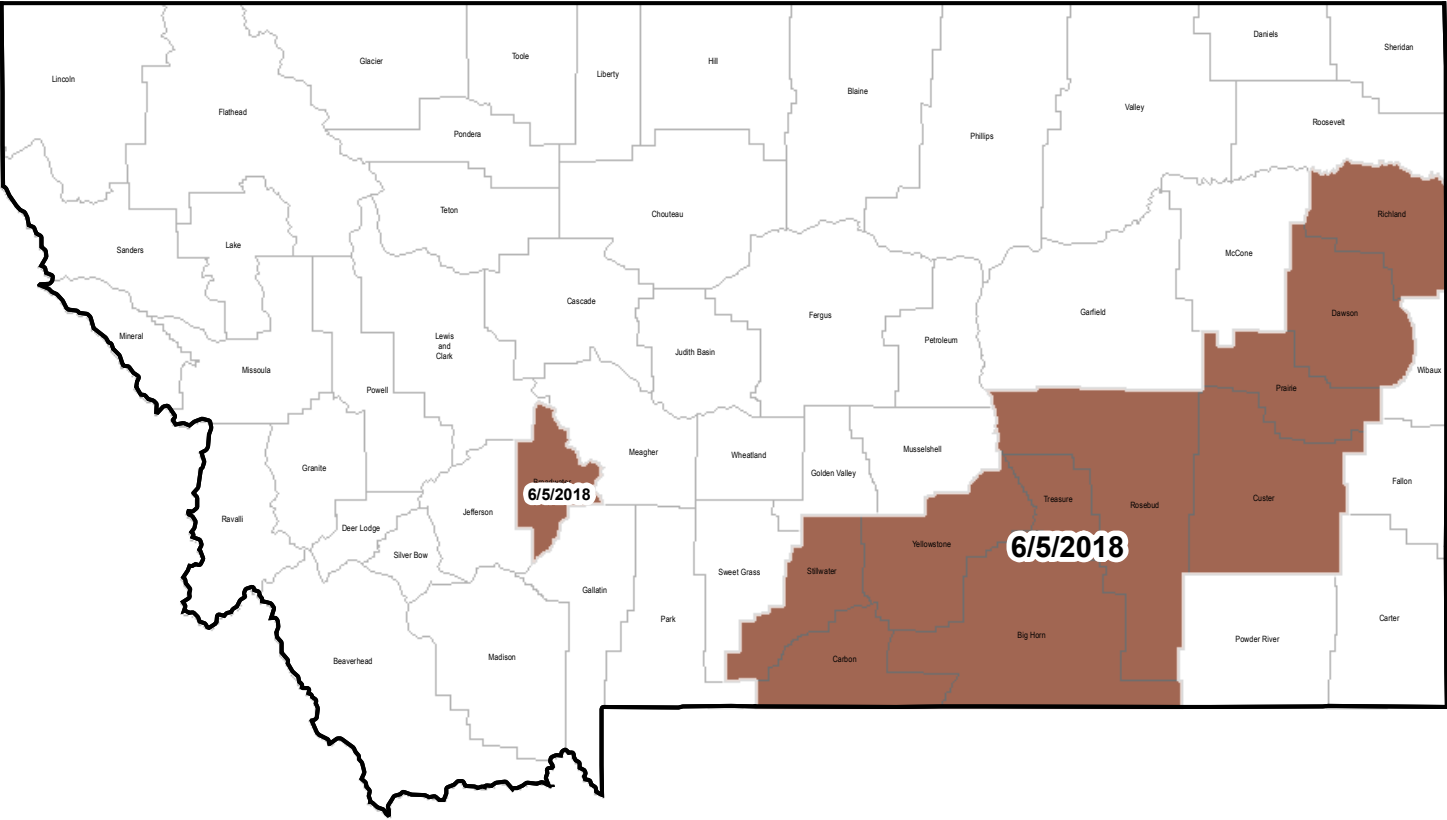 Lincoln
Flathead
Glacier
Toole
Liberty
Hill
Blaine
Phillips
Valley
Daniels
Sheridan
Roosevelt
Pondera
Teton
Chouteau
Richland
Sanders
Lake
McCone
Cascade
Fergus
Garfield
Dawson
Mineral
Missoula
Powell
Lewis
and
Clark
Judith Basin
Petroleum
Wibaux
Prairie
Granite
Meagher
Wheatland
Golden Valley
Musselshell
Fallon
6/5/2018
Treasure
Rosebud
Custer
Ravalli
Deer Lodge
Jefferson
Silver Bow
Yellowstone
6/5/2018
Stillwater
Sweet Grass
Gallatin
Park
Big Horn
Powder River
Carter
Beaverhead
Madison
Carbon